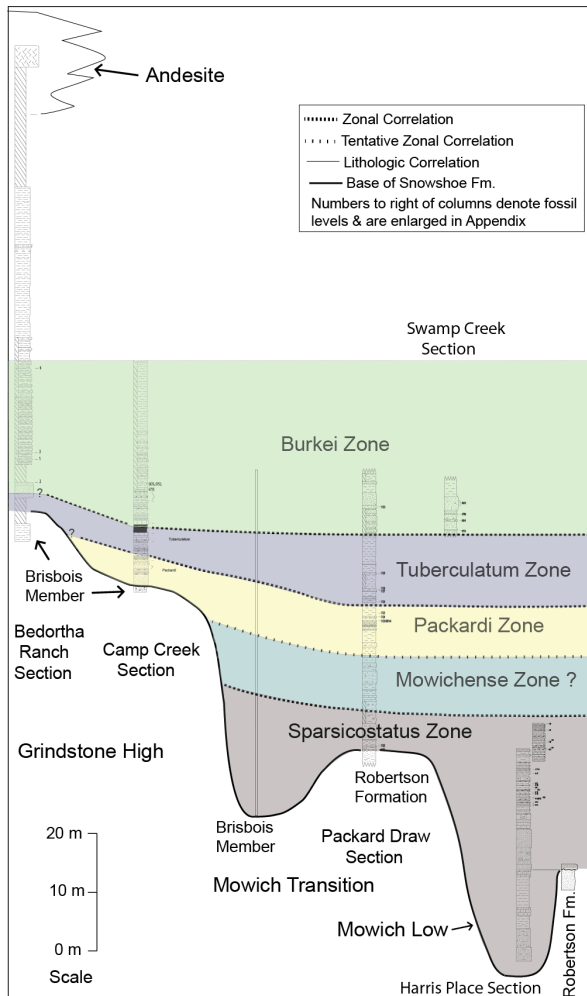 Andesite
Zonal Correlation
Tentative Zonal Correlation
Lithologic Correlation
Base of Snowshoe Fm.
Numbers to right of columns denote fossil
levels & are enlarged in Appendix
Swamp Creek
Section
Burkei Zone
?
?
Tuberculatum
Packardi
Tuberculatum Zone
Packardi Zone
Mowichense Zone ?
Sparsicostatus Zone
Brisbois
Member
Bedortha
Ranch
Section
Camp Creek
Section
Grindstone High
Robertson
Formation
Brisbois
Member
Packard Draw
Section
Mowich Transition
Mowich Low
Harris Place Section
Robertson Fm.
20 m
10 m
0 m
Scale